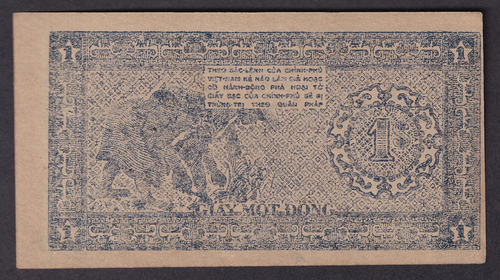 1 1
THEO SẮC-LỆNH CỦA CHÍNH-PHỦ
VIỆT-NAM KẺ NÀO LÀM GIẢ HOẶC
CÓ HÀNH-ĐỘNG PHÁ HOẠI TỜ
GIẤY BẠC CỦA CHÍNH-PHỦ SẼ BỊ
TRỪNG-TRỊ THEO QUÂN PHÁP
1
GIẤY MỘT ĐỒNG
1 1